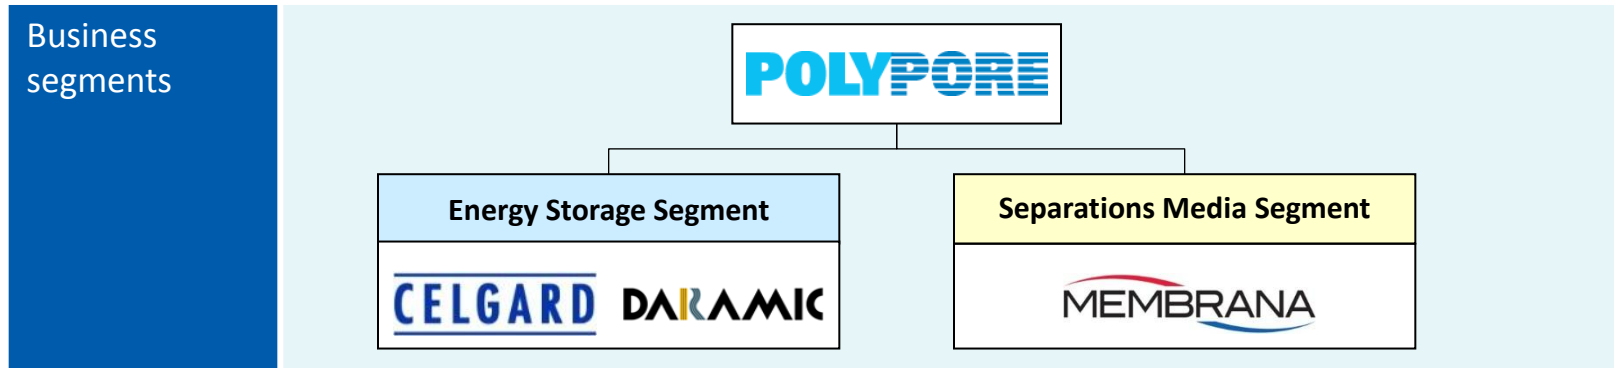 Business
segments
POLYPORE
Energy Storage Segment
Separations Media Segment
CELGARD DARAMIC
MEMBRANA